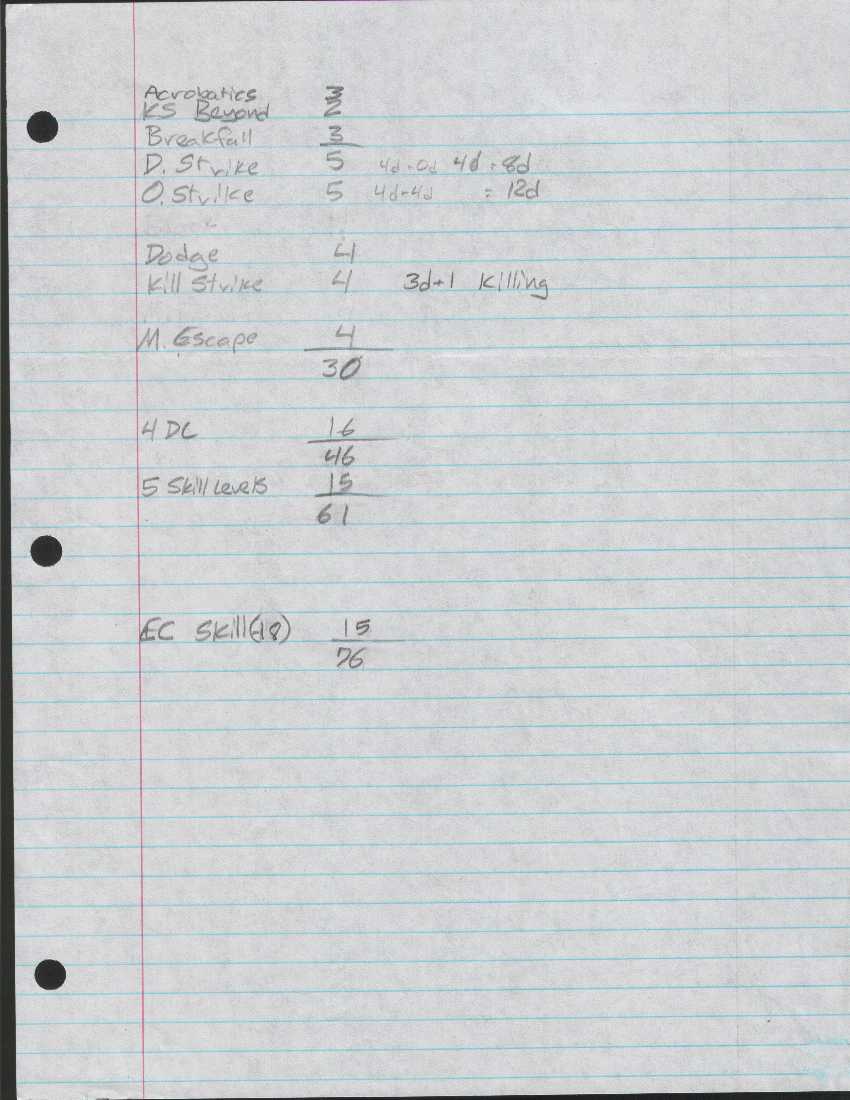 Acrobatics 3
KS Beyond 2
Breakfall 3
D. Strike 5 4d+0d 4d = 8d
O. Strike 5 4d+4d = 12d
Dodge 4
Kill Strike 4 3d+1 Killing
M. Escape 4
30
4 DC 16
46
5 Skill Levels 15
61
EC Skill(-18) 15
76